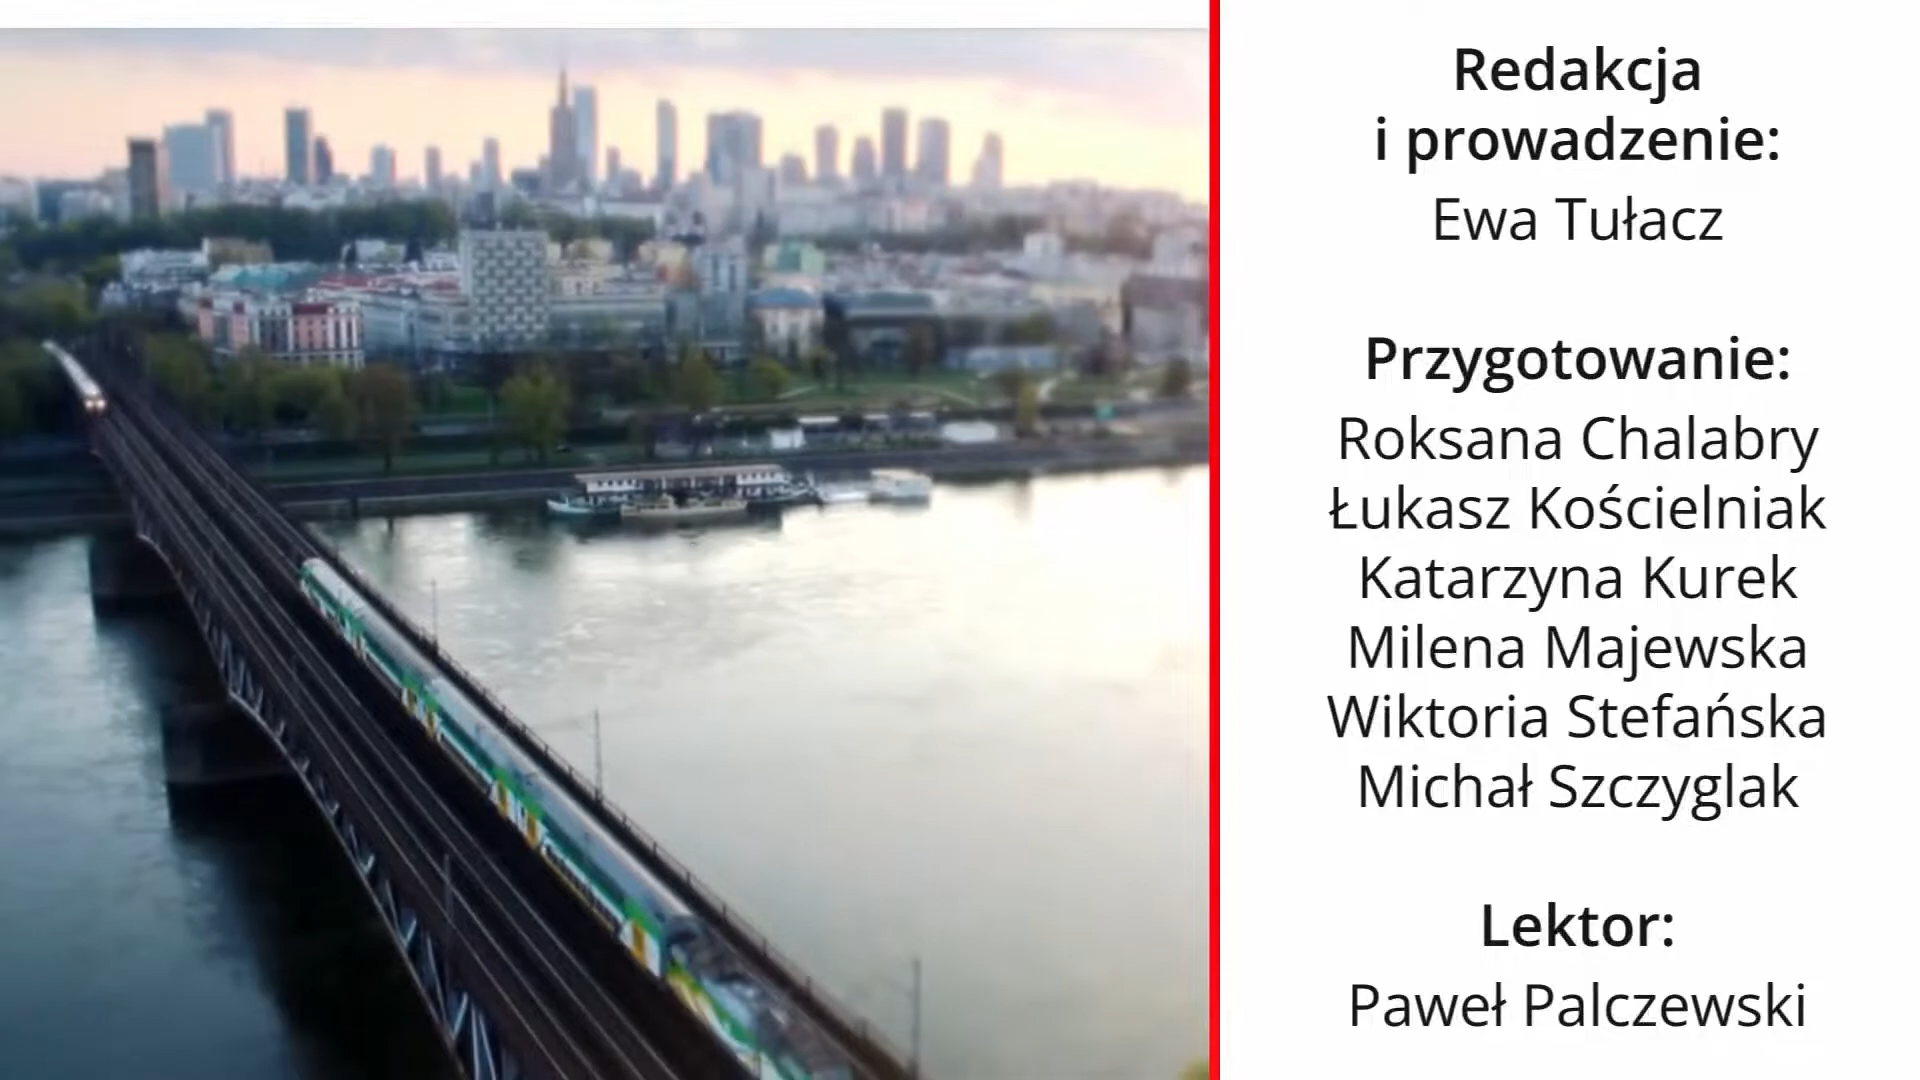 Redakcja
i prowadzenie:
Ewa Tułacz
Przygotowanie:
Roksana Chalabry
Łukasz Kościelniak
Katarzyna Kurek
Milena Majewska
Wiktoria Stefańska
Michał Szczyglak
Lektor:
Paweł Palczewski